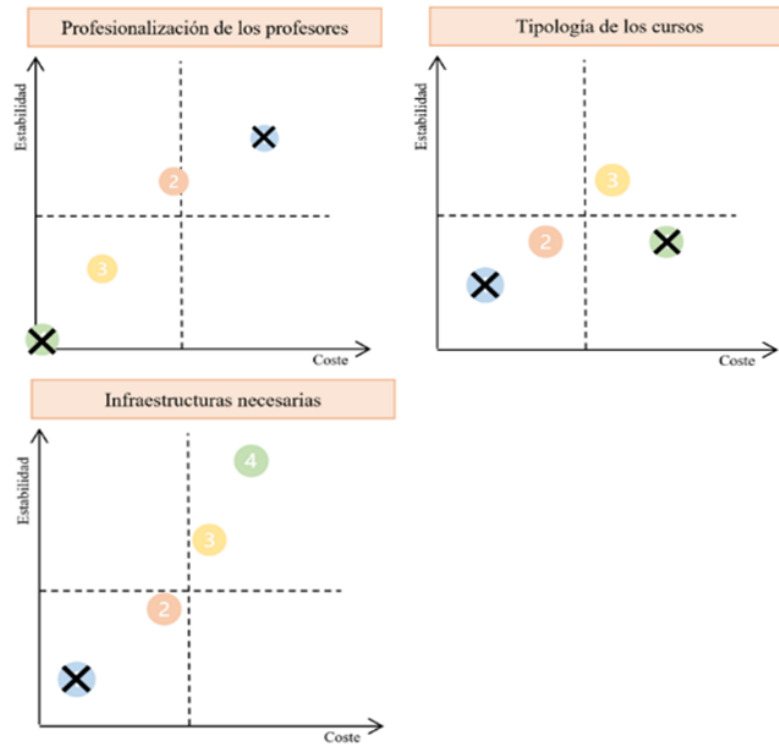 Profesionalización de los profesores
Estabilidad
2
3
Coste
Tipología de los cursos
Estabilidad
3
2
Coste
Infraestructuras necesarias
Estabilidad
4
3
2
Coste